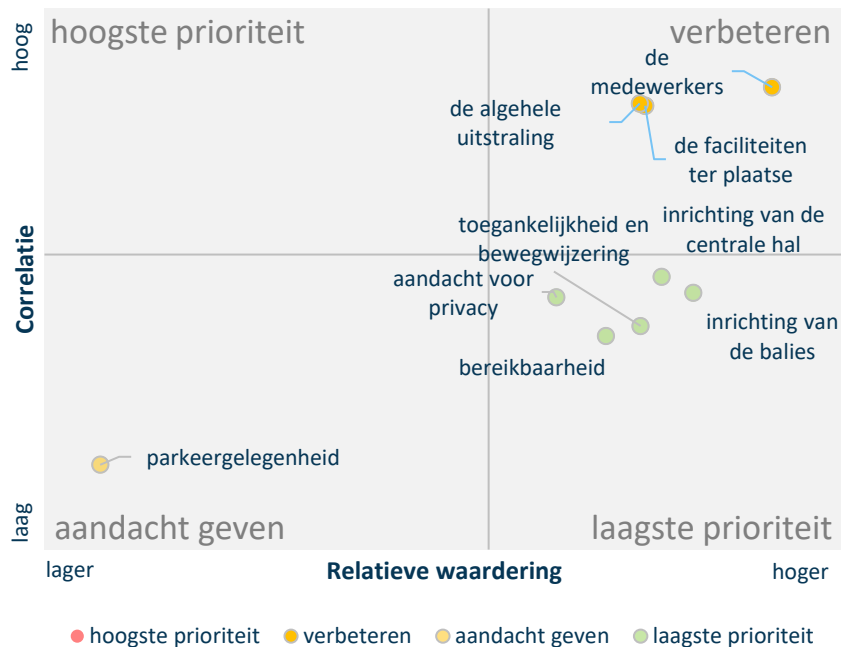 hoogste prioriteit
verbeteren
hoog
de
medewerkers
de algehele
uitstraling
de faciliteiten
ter plaatse
toegankelijkheid en
bewegwijzering
inrichting van de
centrale hal
aandacht voor
privacy
inrichting van
de balies
bereikbaarheid
Correlatie
parkeergelegenheid
laag
aandacht geven
laagste prioriteit
lager
Relatieve waardering
hoger
hoogste prioriteit
verbeteren
aandacht geven
laagste prioriteit